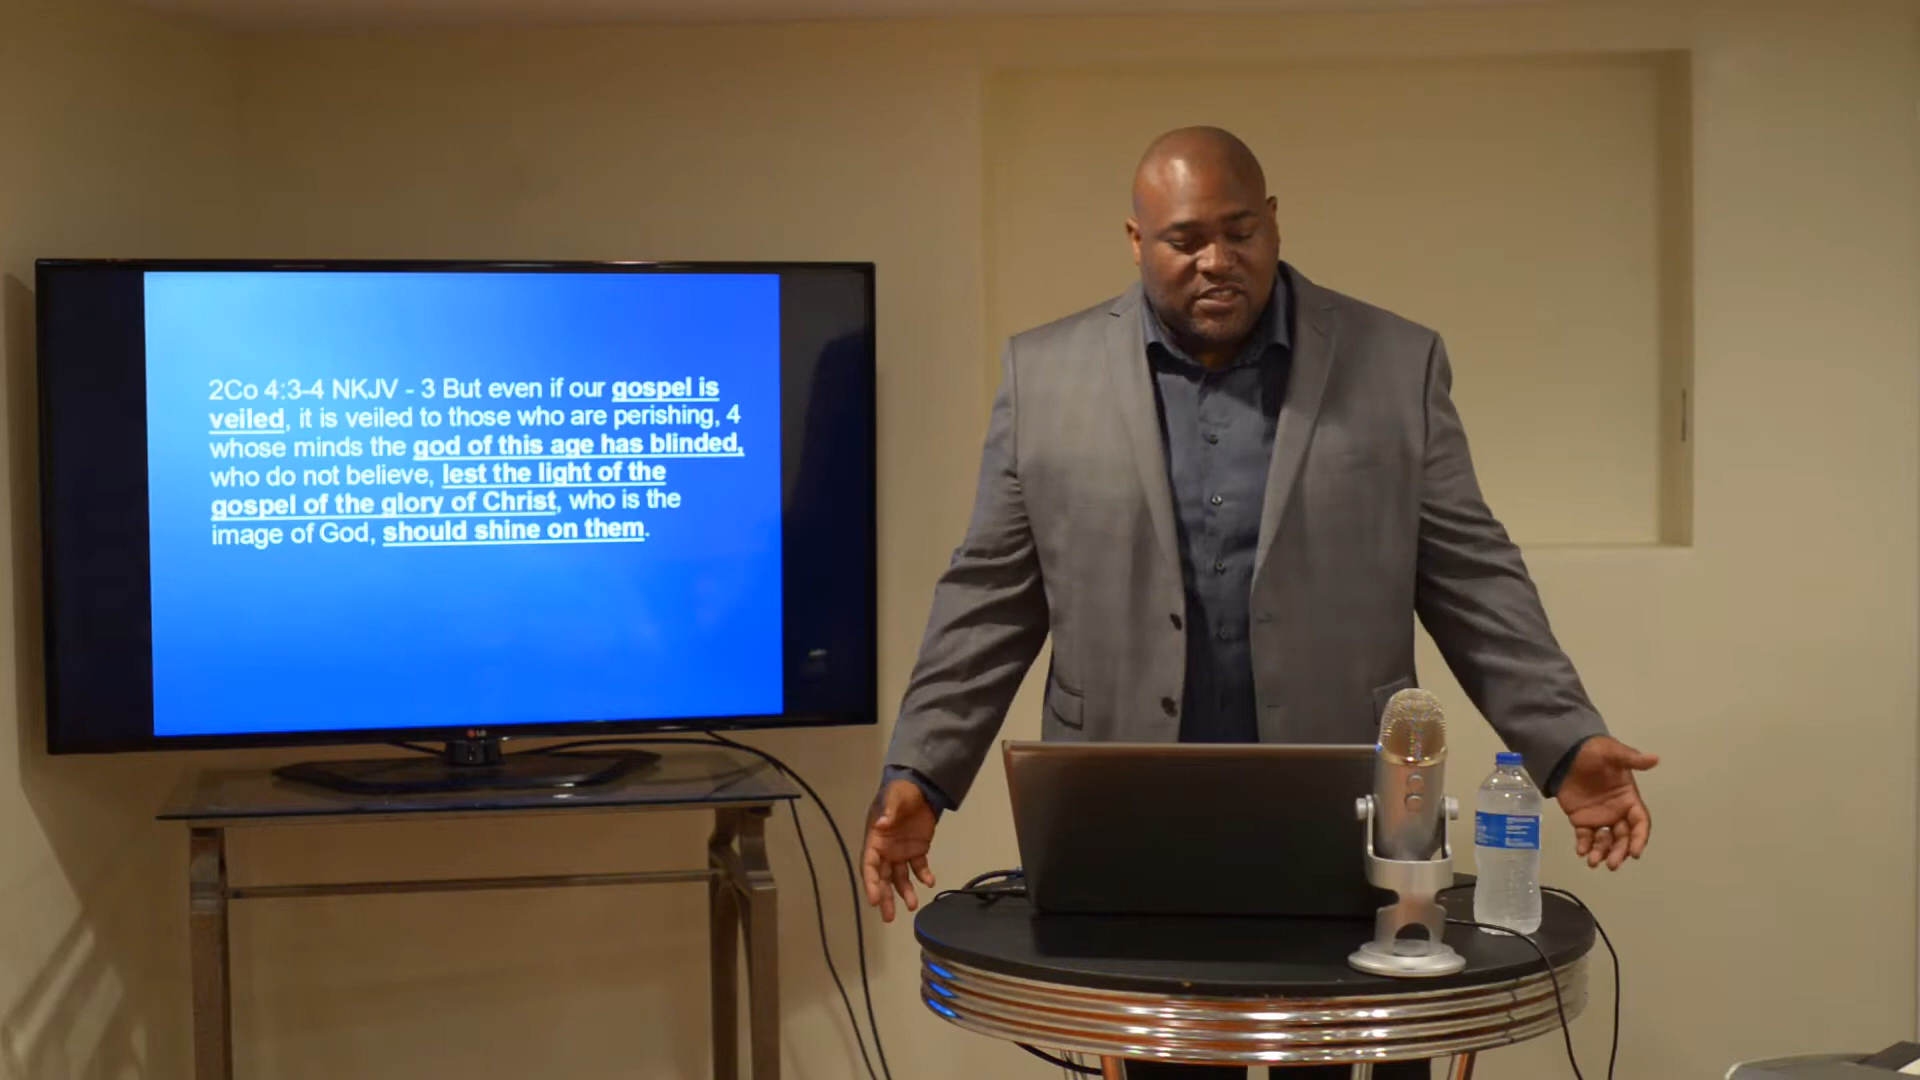 2Co 4:3-4 NKJV - 3 But even if our gospel is
veiled, it is veiled to those who are perishing, 4
whose minds the god of this age has blinded,
who do not believe, lest the light of the
gospel of the glory of Christ, who is the
image of God, should shine on them.
LG